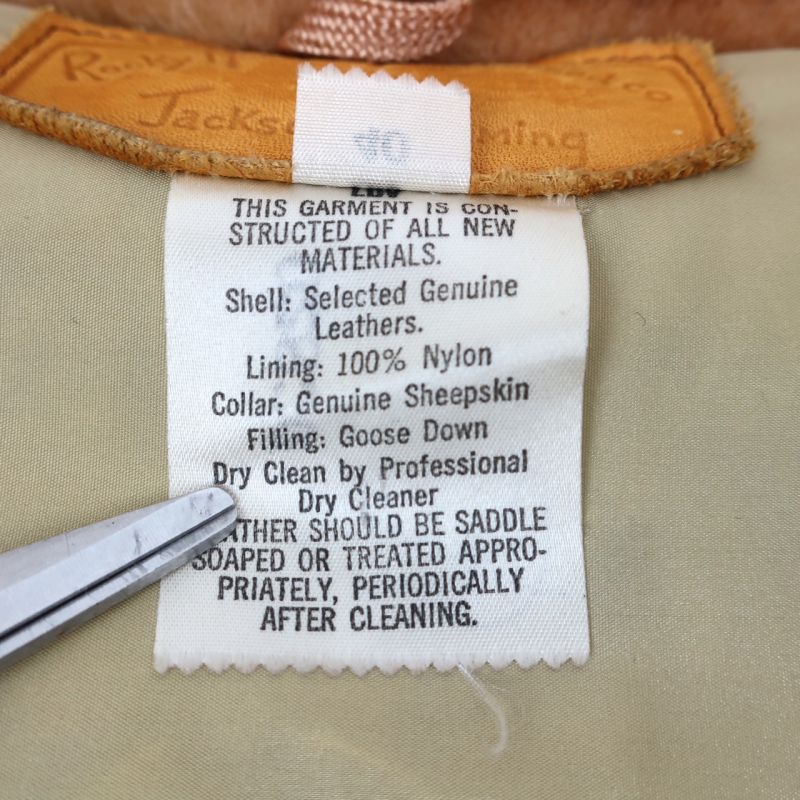 THIS GARMENT IS CON-
STRUCTED OF ALL NEW
MATERIALS.
Shell: Selected Genuine
Leathers.
Lining: 100% Nylon
Collar: Genuine Sheepskin
Filling: Goose Down
Dry Clean by Professional
Dry Cleaner
ATHER SHOULD BE SADDLE
SOAPED OR TREATED APPRO-
PRIATELY, PERIODICALLY
AFTER CLEANING.